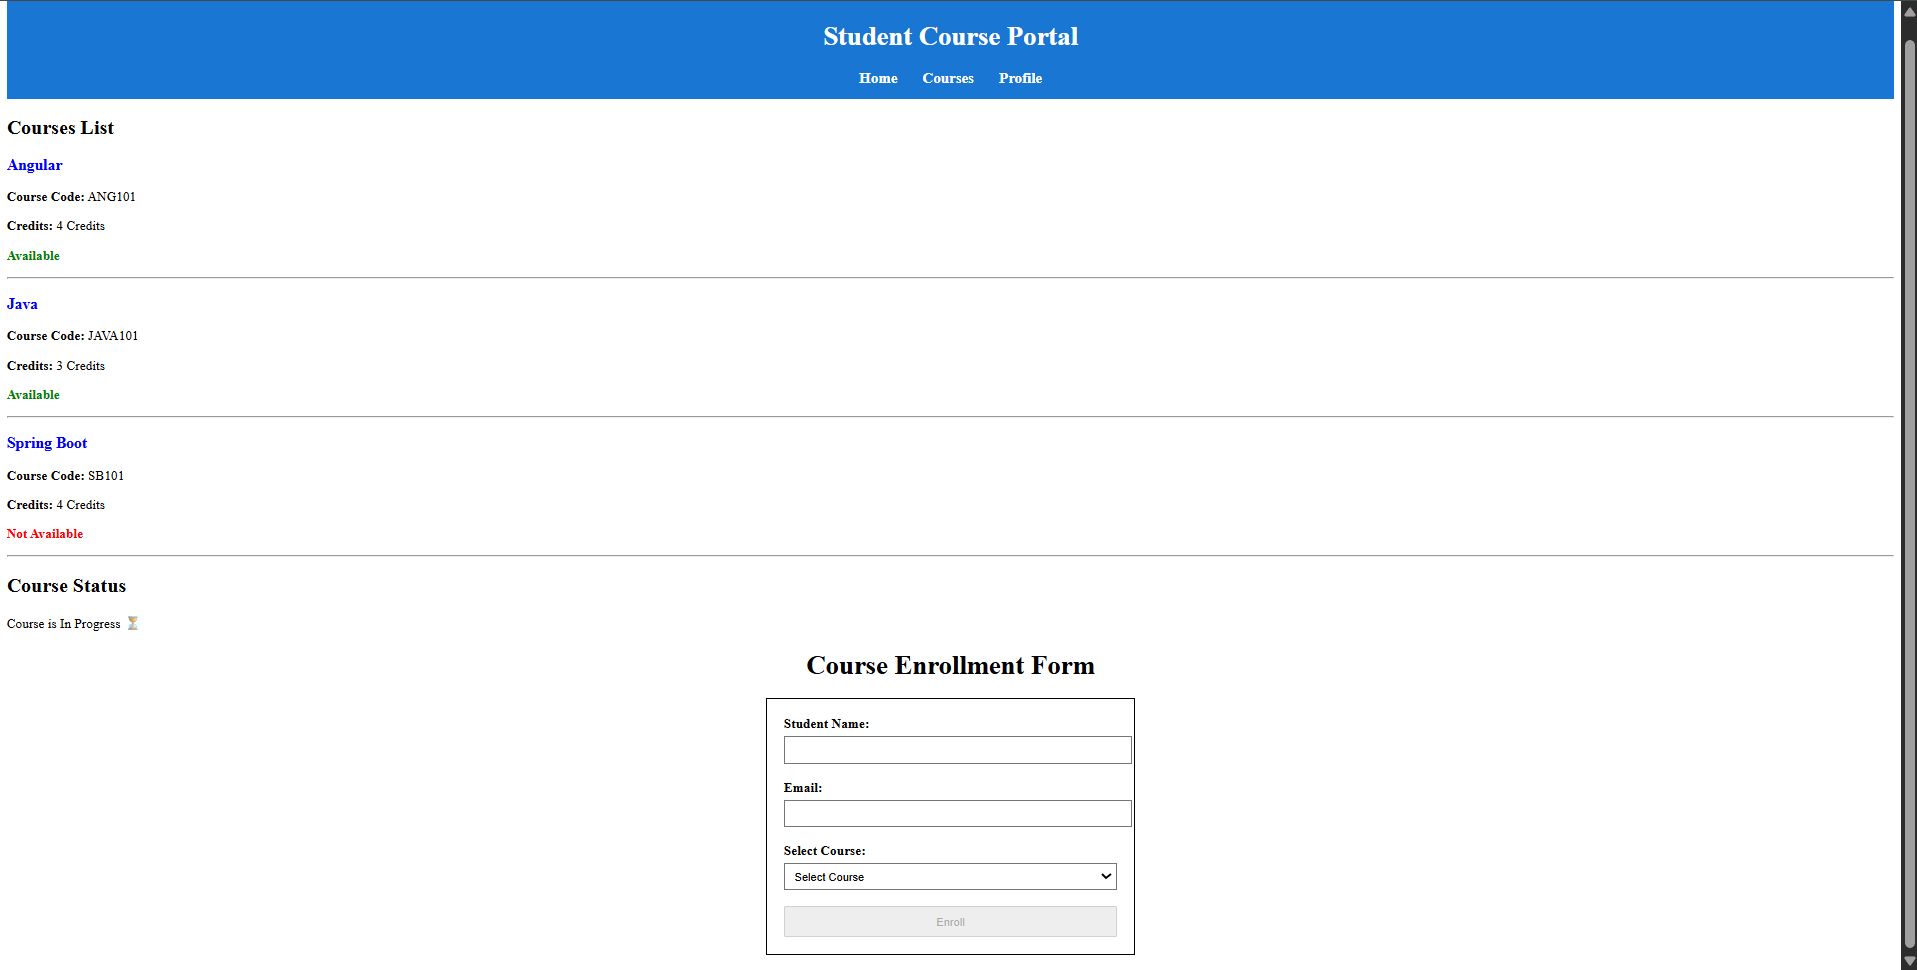 Student Course Portal
Home Courses Profile
Courses List
Angular
Course Code: ANG101
Credits: 4 Credits
Available
Java
Course Code: JAVA101
Credits: 3 Credits
Available
Spring Boot
Course Code: SB101
Credits: 4 Credits
Not Available
Course Status
Course is In Progress ⏳
Course Enrollment Form
Student Name:
Email:
Select Course:
Select Course
Enroll